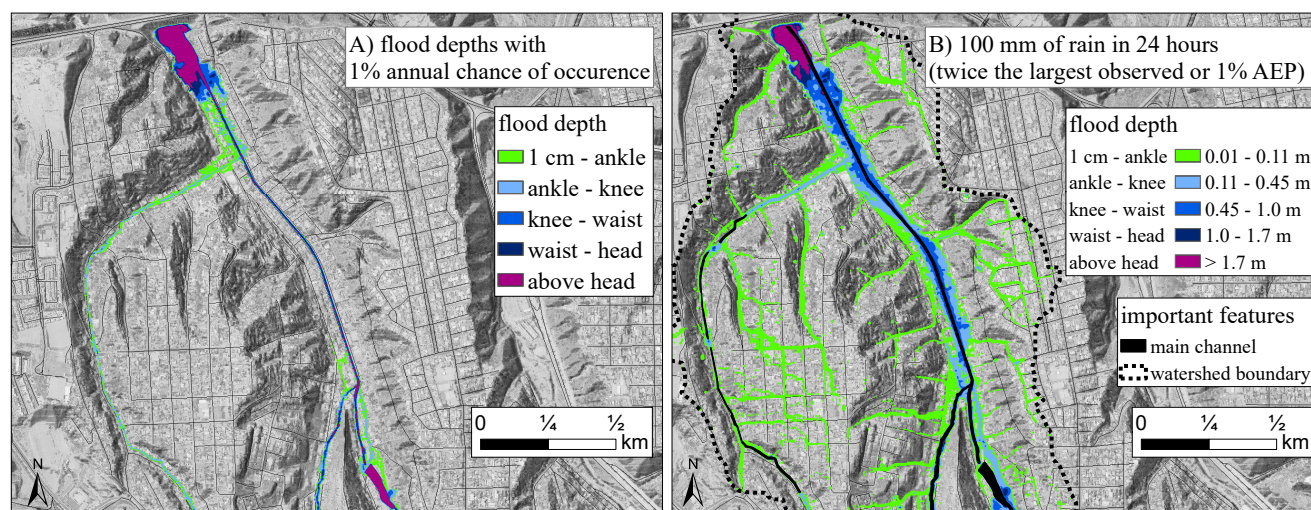 A) flood depths with
1% annual chance of occurence
flood depth
1 cm - ankle
ankle - knee
knee - waist
waist - head
above head
0 1⁄4 1⁄2
km
N
B) 100 mm of rain in 24 hours
(twice the largest observed or 1% AEP)
flood depth
1 cm - ankle 0.01 - 0.11 m
ankle - knee 0.11 - 0.45 m
knee - waist 0.45 - 1.0 m
waist - head 1.0 - 1.7 m
above head > 1.7 m
important features
main channel
watershed boundary
0 1⁄4 1⁄2
km
N